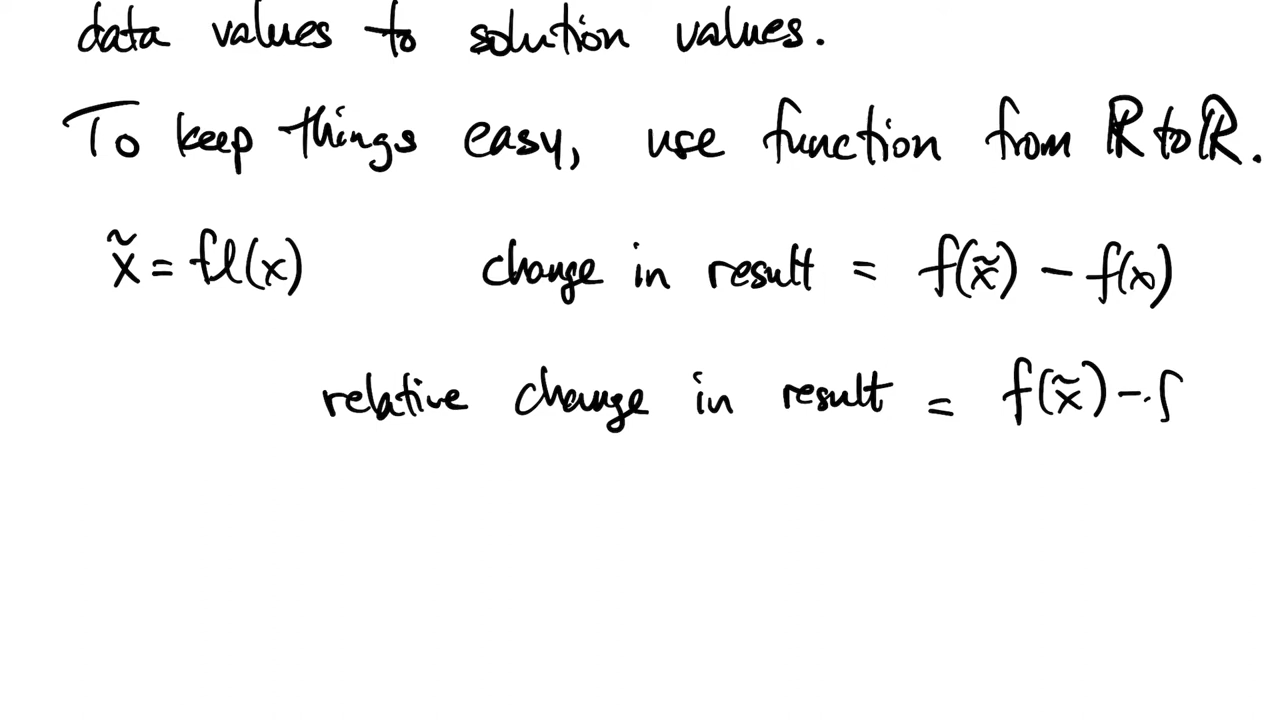 data values to solution values.
To keep things easy, use function from ℝ to ℝ.
x̃ = fl(x) change in result = f(x̃) - f(x)
relative change in result = f(x̃) - f